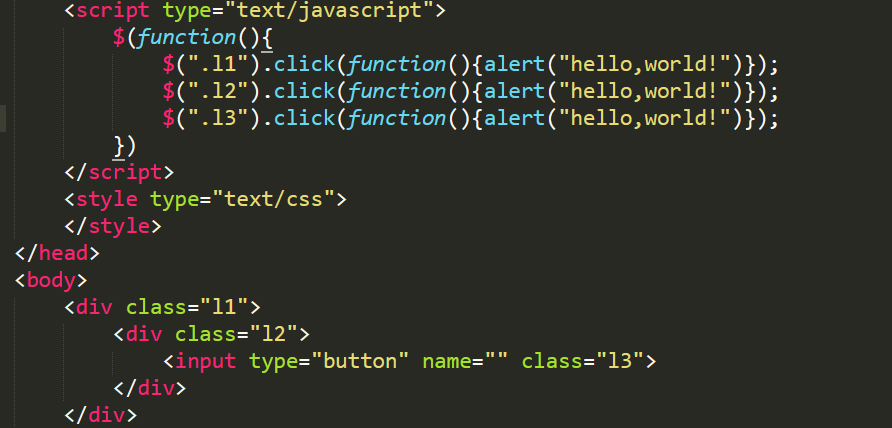 <script type="text/javascript">
$(function(){
$(".l1").click(function(){alert("hello,world!")});
$(".l2").click(function(){alert("hello,world!")});
$(".l3").click(function(){alert("hello,world!")});
})
</script>
<style type="text/css">
</style>
</head>
<body>
<div class="l1">
<div class="l2">
<input type="button" name="" class="l3">
</div>
</div>